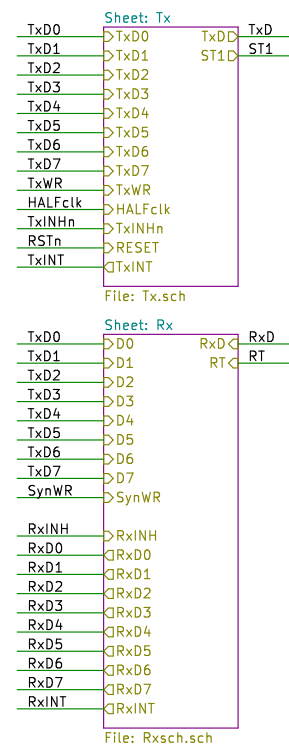 Sheet: Tx
TxD0 TxD0 TxD TxD
TxD1 TxD1 ST1 ST1
TxD2 TxD2
TxD3 TxD3
TxD4 TxD4
TxD5 TxD5
TxD6 TxD6
TxD7 TxD7
TxWR TxWR
HALFclk HALFclk
TxINHn TxINHn
RSTn RESET
TxINT TxINT
File: Tx.sch
Sheet: Rx
TxD0 D0 RxD RxD
TxD1 D1 RT RT
TxD2 D2
TxD3 D3
TxD4 D4
TxD5 D5
TxD6 D6
TxD7 D7
SynWR SynWR
RxINH RxINH
RxD0 RxD0
RxD1 RxD1
RxD2 RxD2
RxD3 RxD3
RxD4 RxD4
RxD5 RxD5
RxD6 RxD6
RxD7 RxD7
RxINT RxINT
File: Rxsch.sch